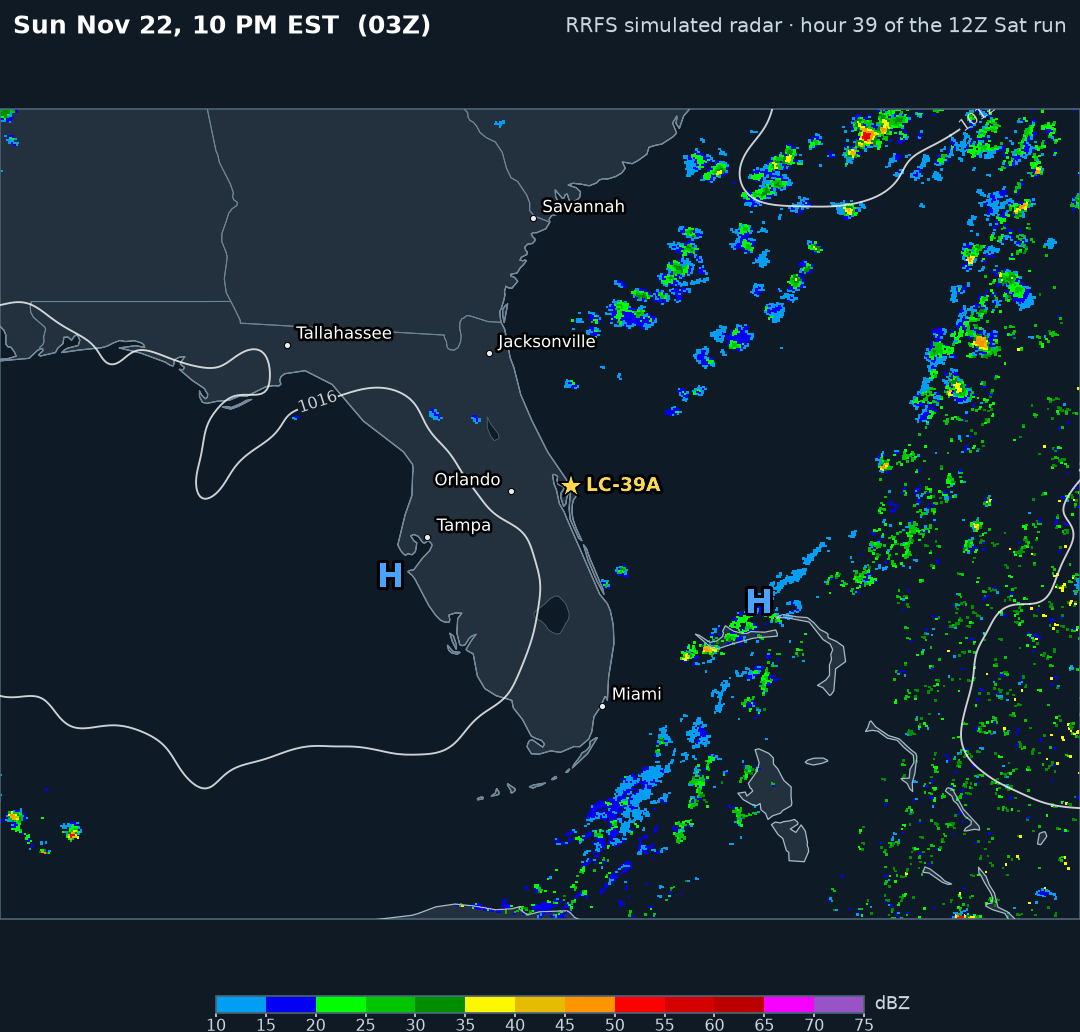 Sun Nov 22, 10 PM EST (03Z)
RRFS simulated radar · hour 39 of the 12Z Sat run
1012
Savannah
Tallahassee
Jacksonville
1016
Orlando
LC-39A
Tampa
H
H
Miami
dBZ
10 15 20 25 30 35 40 45 50 55 60 65 70 75